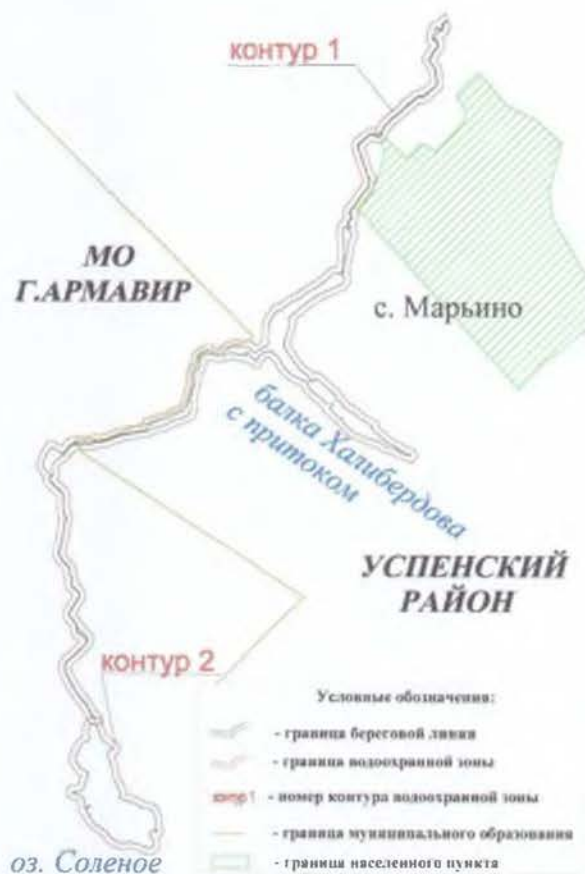 контур 1
МО
Г.АРМАВИР
с. Марьино
балка Халибердова
с притоком
УСПЕНСКИЙ
РАЙОН
контур 2
Условные обозначения:
- граница береговой линии
- граница водоохранной зоны
контур 1 - номер контура водоохранной зоны
- граница муниципального образования
- граница населенного пункта
оз. Соленое